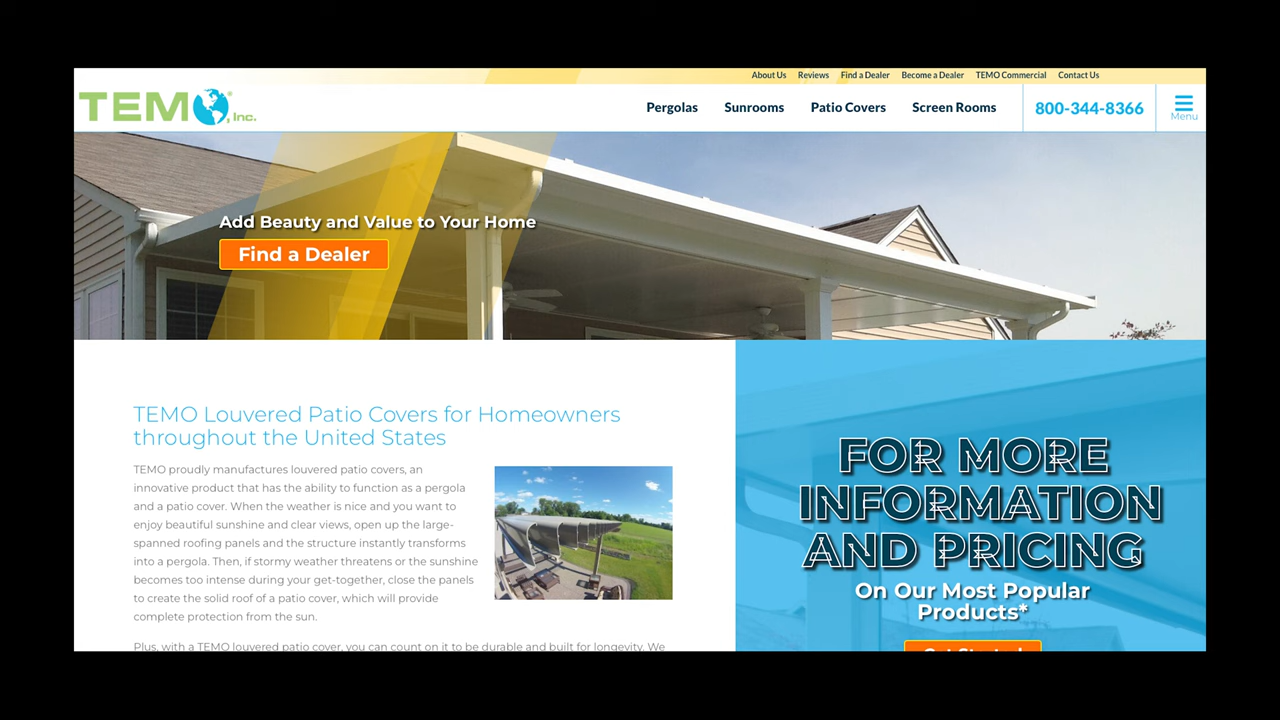 About Us Reviews Find a Dealer Become a Dealer TEMO Commercial Contact Us
TEMO, Inc.
Pergolas Sunrooms Patio Covers Screen Rooms 800-344-8366 Menu
Add Beauty and Value to Your Home
Find a Dealer
TEMO Louvered Patio Covers for Homeowners
throughout the United States
TEMO proudly manufactures louvered patio covers, an
innovative product that has the ability to function as a pergola
and a patio cover. When the weather is nice and you want to
enjoy beautiful sunshine and clear views, open up the large-
spanned roofing panels and the structure instantly transforms
into a pergola. Then, if stormy weather threatens or the sunshine
becomes too intense during your get-together, close the panels
to create the solid roof of a patio cover, which will provide
complete protection from the sun.
Plus, with a TEMO louvered patio cover, you can count on it to be durable and built for longevity. We
FOR MORE
INFORMATION
AND PRICING
On Our Most Popular
Products*
Get Started